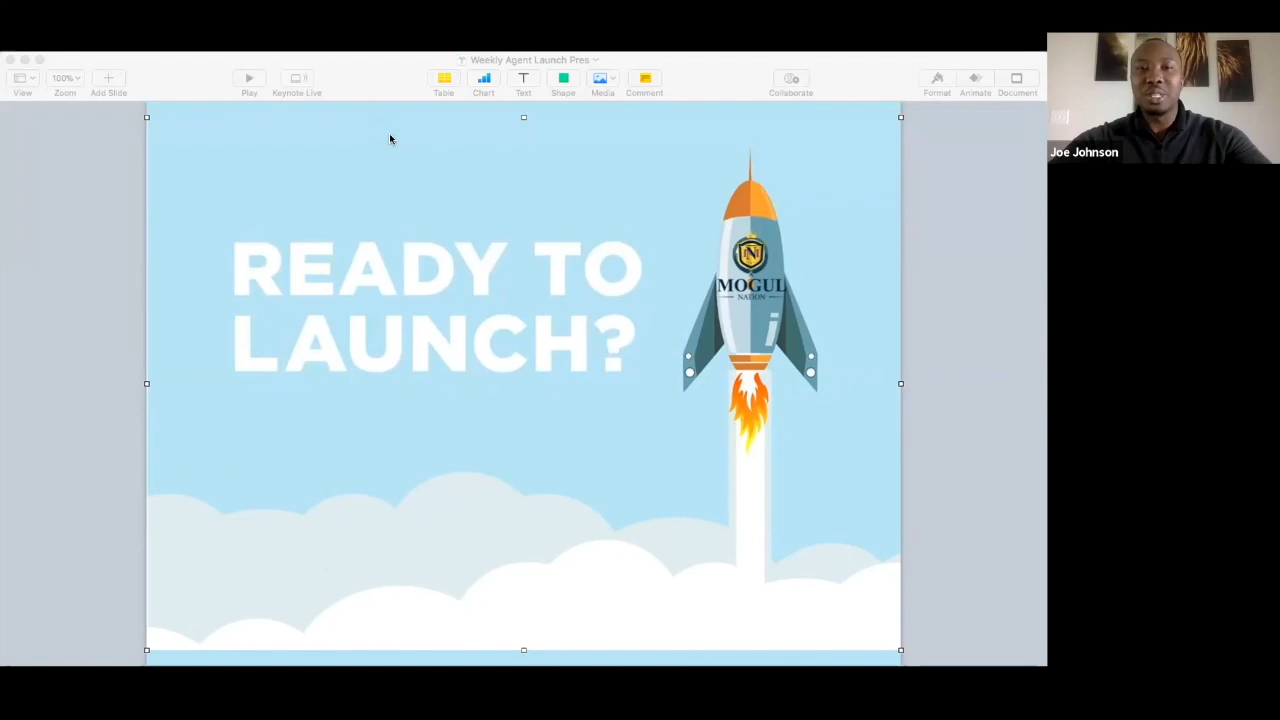 Weekly Agent Launch Pres
100%
View
Zoom
Add Slide
Play
Keynote Live
Table
Chart
Text
Shape
Media
Comment
Collaborate
Format
Animate
Document
Joe Johnson
READY TO
LAUNCH?
N
MOGUL
NATION